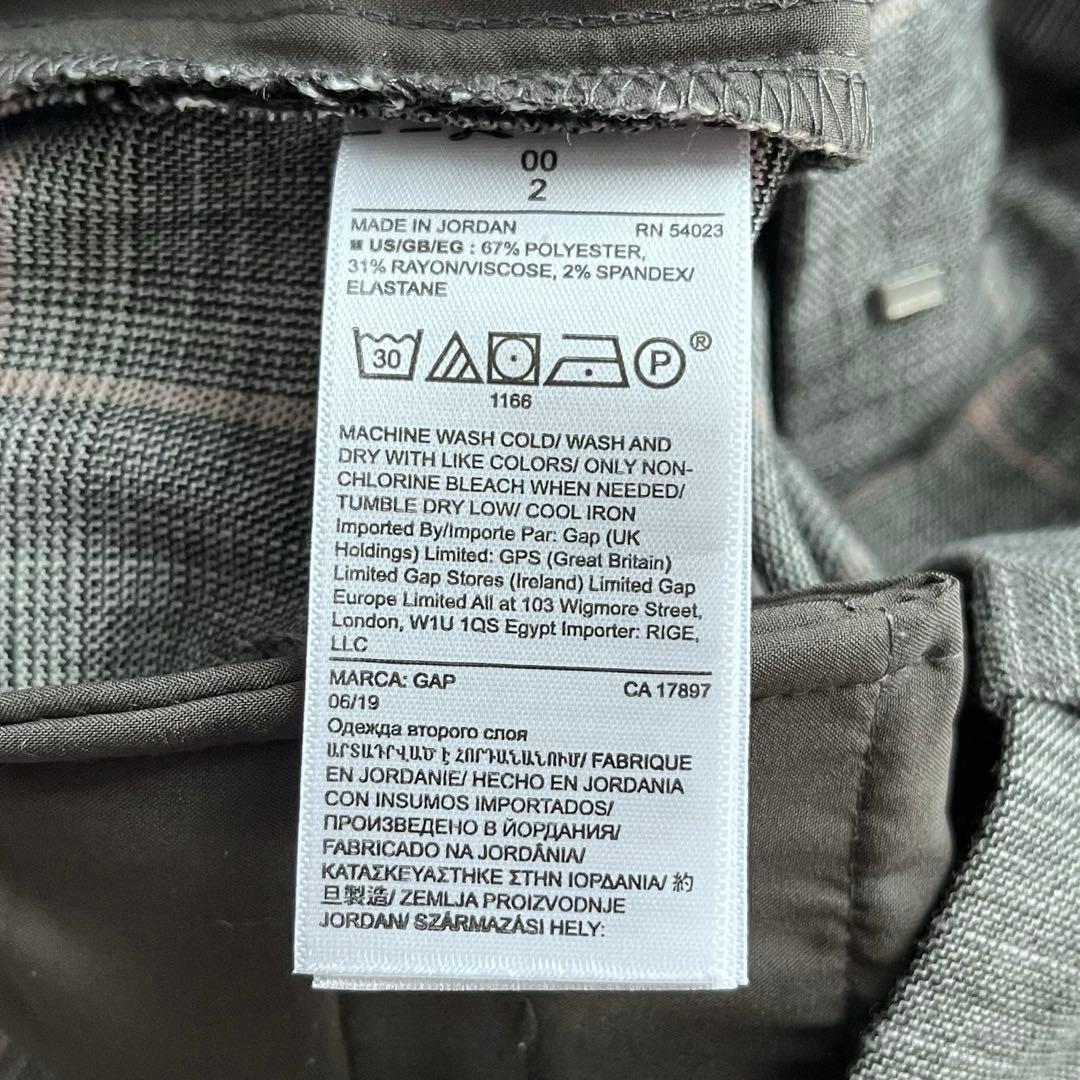 00
2
MADE IN JORDAN RN 54023
US/GB/EG : 67% POLYESTER,
31% RAYON/VISCOSE, 2% SPANDEX/
ELASTANE
30 P ®
1166
MACHINE WASH COLD/ WASH AND
DRY WITH LIKE COLORS/ ONLY NON-
CHLORINE BLEACH WHEN NEEDED/
TUMBLE DRY LOW/ COOL IRON
Imported By/Importe Par: Gap (UK
Holdings) Limited: GPS (Great Britain)
Limited Gap Stores (Ireland) Limited Gap
Europe Limited All at 103 Wigmore Street,
London, W1U 1QS Egypt Importer: RIGE,
LLC
MARCA: GAP CA 17897
06/19
Одежда второго слоя
ԱՐՏԱԴՐՎԱԾ Է ՀՈՐԴԱՆԱՆՈՒՄ/ FABRIQUE
EN JORDANIE/ HECHO EN JORDANIA
CON INSUMOS IMPORTADOS/
ПРОИЗВЕДЕНО В ЙОРДАНИЯ/
FABRICADO NA JORDÂNIA/
ΚΑΤΑΣΚΕΥΑΣΤΗΚΕ ΣΤΗΝ ΙΟΡΔΑΝΙΑ/ 約
旦製造/ ZEMLJA PROIZVODNJE
JORDAN/ SZÁRMAZÁSI HELY: